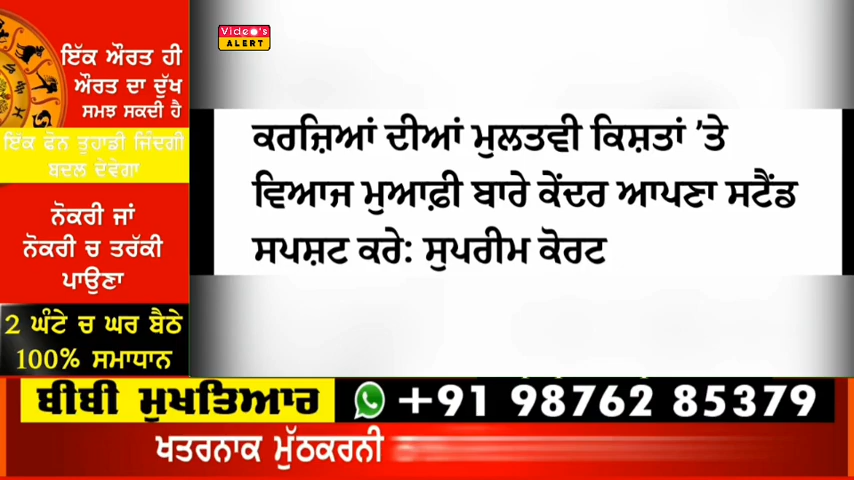 Video's
ALERT
ਇੱਕ ਔਰਤ ਹੀ
ਔਰਤ ਦਾ ਦੁੱਖ
ਸਮਝ ਸਕਦੀ ਹੈ
ਇੱਕ ਫੋਨ ਤੁਹਾਡੀ ਜਿੰਦਗੀ
ਬਦਲ ਦੇਵੇਗਾ
ਨੋਕਰੀ ਜਾਂ
ਨੋਕਰੀ ਚ ਤਰੱਕੀ
ਪਾਉਣਾ
2 ਘੰਟੇ ਚ ਘਰ ਬੈਠੇ
100% ਸਮਾਧਾਨ
ਕਰਜ਼ਿਆਂ ਦੀਆਂ ਮੁਲਤਵੀ ਕਿਸ਼ਤਾਂ ’ਤੇ
ਵਿਆਜ ਮੁਆਫ਼ੀ ਬਾਰੇ ਕੇਂਦਰ ਆਪਣਾ ਸਟੈਂਡ
ਸਪਸ਼ਟ ਕਰੇ: ਸੁਪਰੀਮ ਕੋਰਟ
ਬੀਬੀ ਮੁਖਤਿਆਰ +91 98762 85379
ਖਤਰਨਾਕ ਮੁੱਠਕਰਨੀ